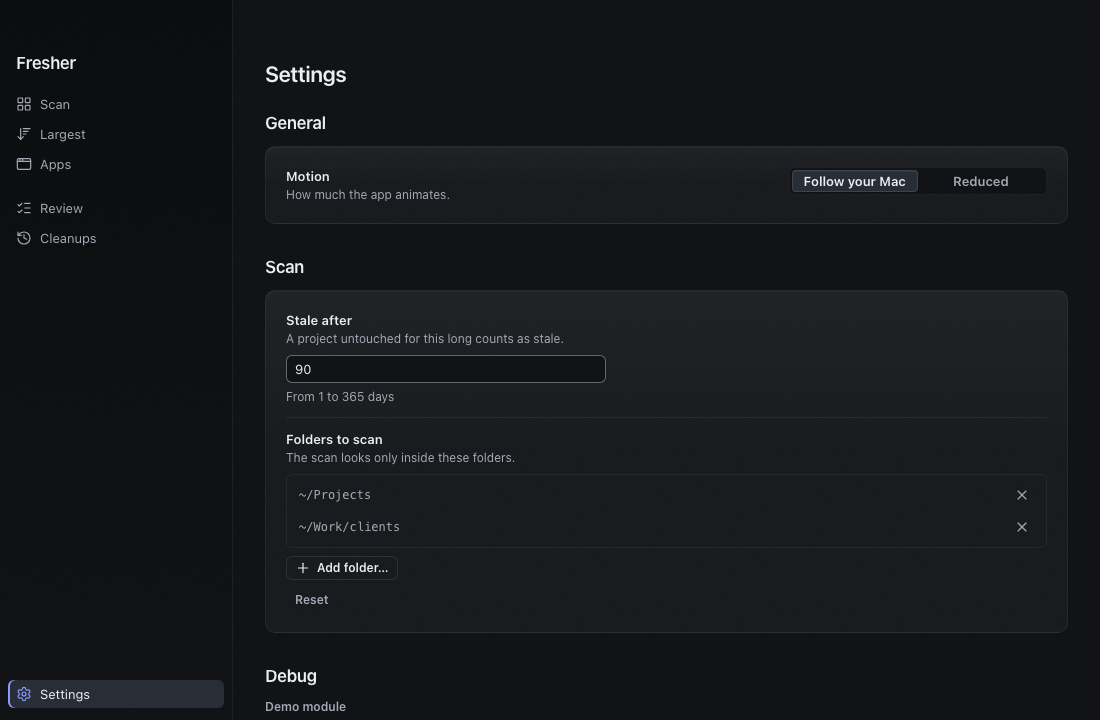 Fresher
Scan
Largest
Apps
Review
Cleanups
Settings
Settings
General
Motion
How much the app animates.
Follow your Mac
Reduced
Scan
Stale after
A project untouched for this long counts as stale.
90
From 1 to 365 days
Folders to scan
The scan looks only inside these folders.
~/Projects
~/Work/clients
Add folder...
Reset
Debug
Demo module